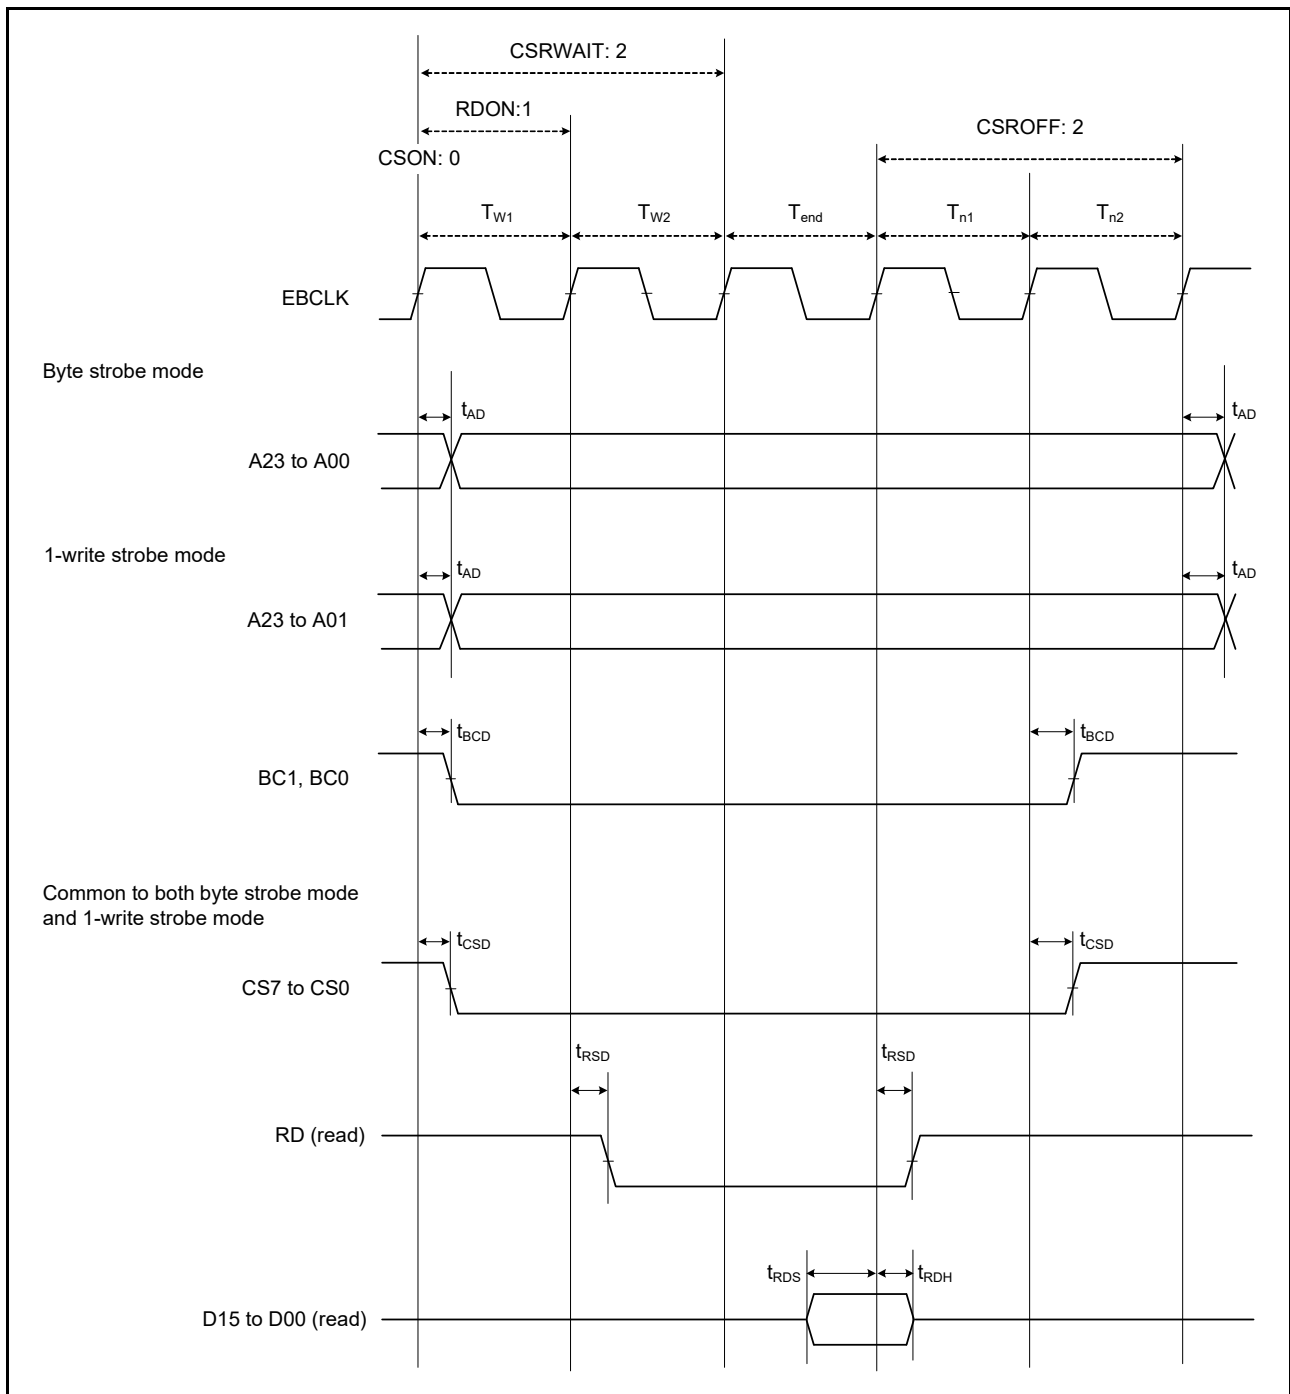 CSRWAIT: 2
RDON:1
CSROFF: 2
CSON: 0
TW1 TW2 Tend Tn1 Tn2
EBCLK
Byte strobe mode
tAD tAD
A23 to A00
1-write strobe mode
tAD tAD
A23 to A01
tBCD tBCD
BC1, BC0
Common to both byte strobe mode
and 1-write strobe mode
tCSD tCSD
CS7 to CS0
tRSD tRSD
RD (read)
tRDS tRDH
D15 to D00 (read)